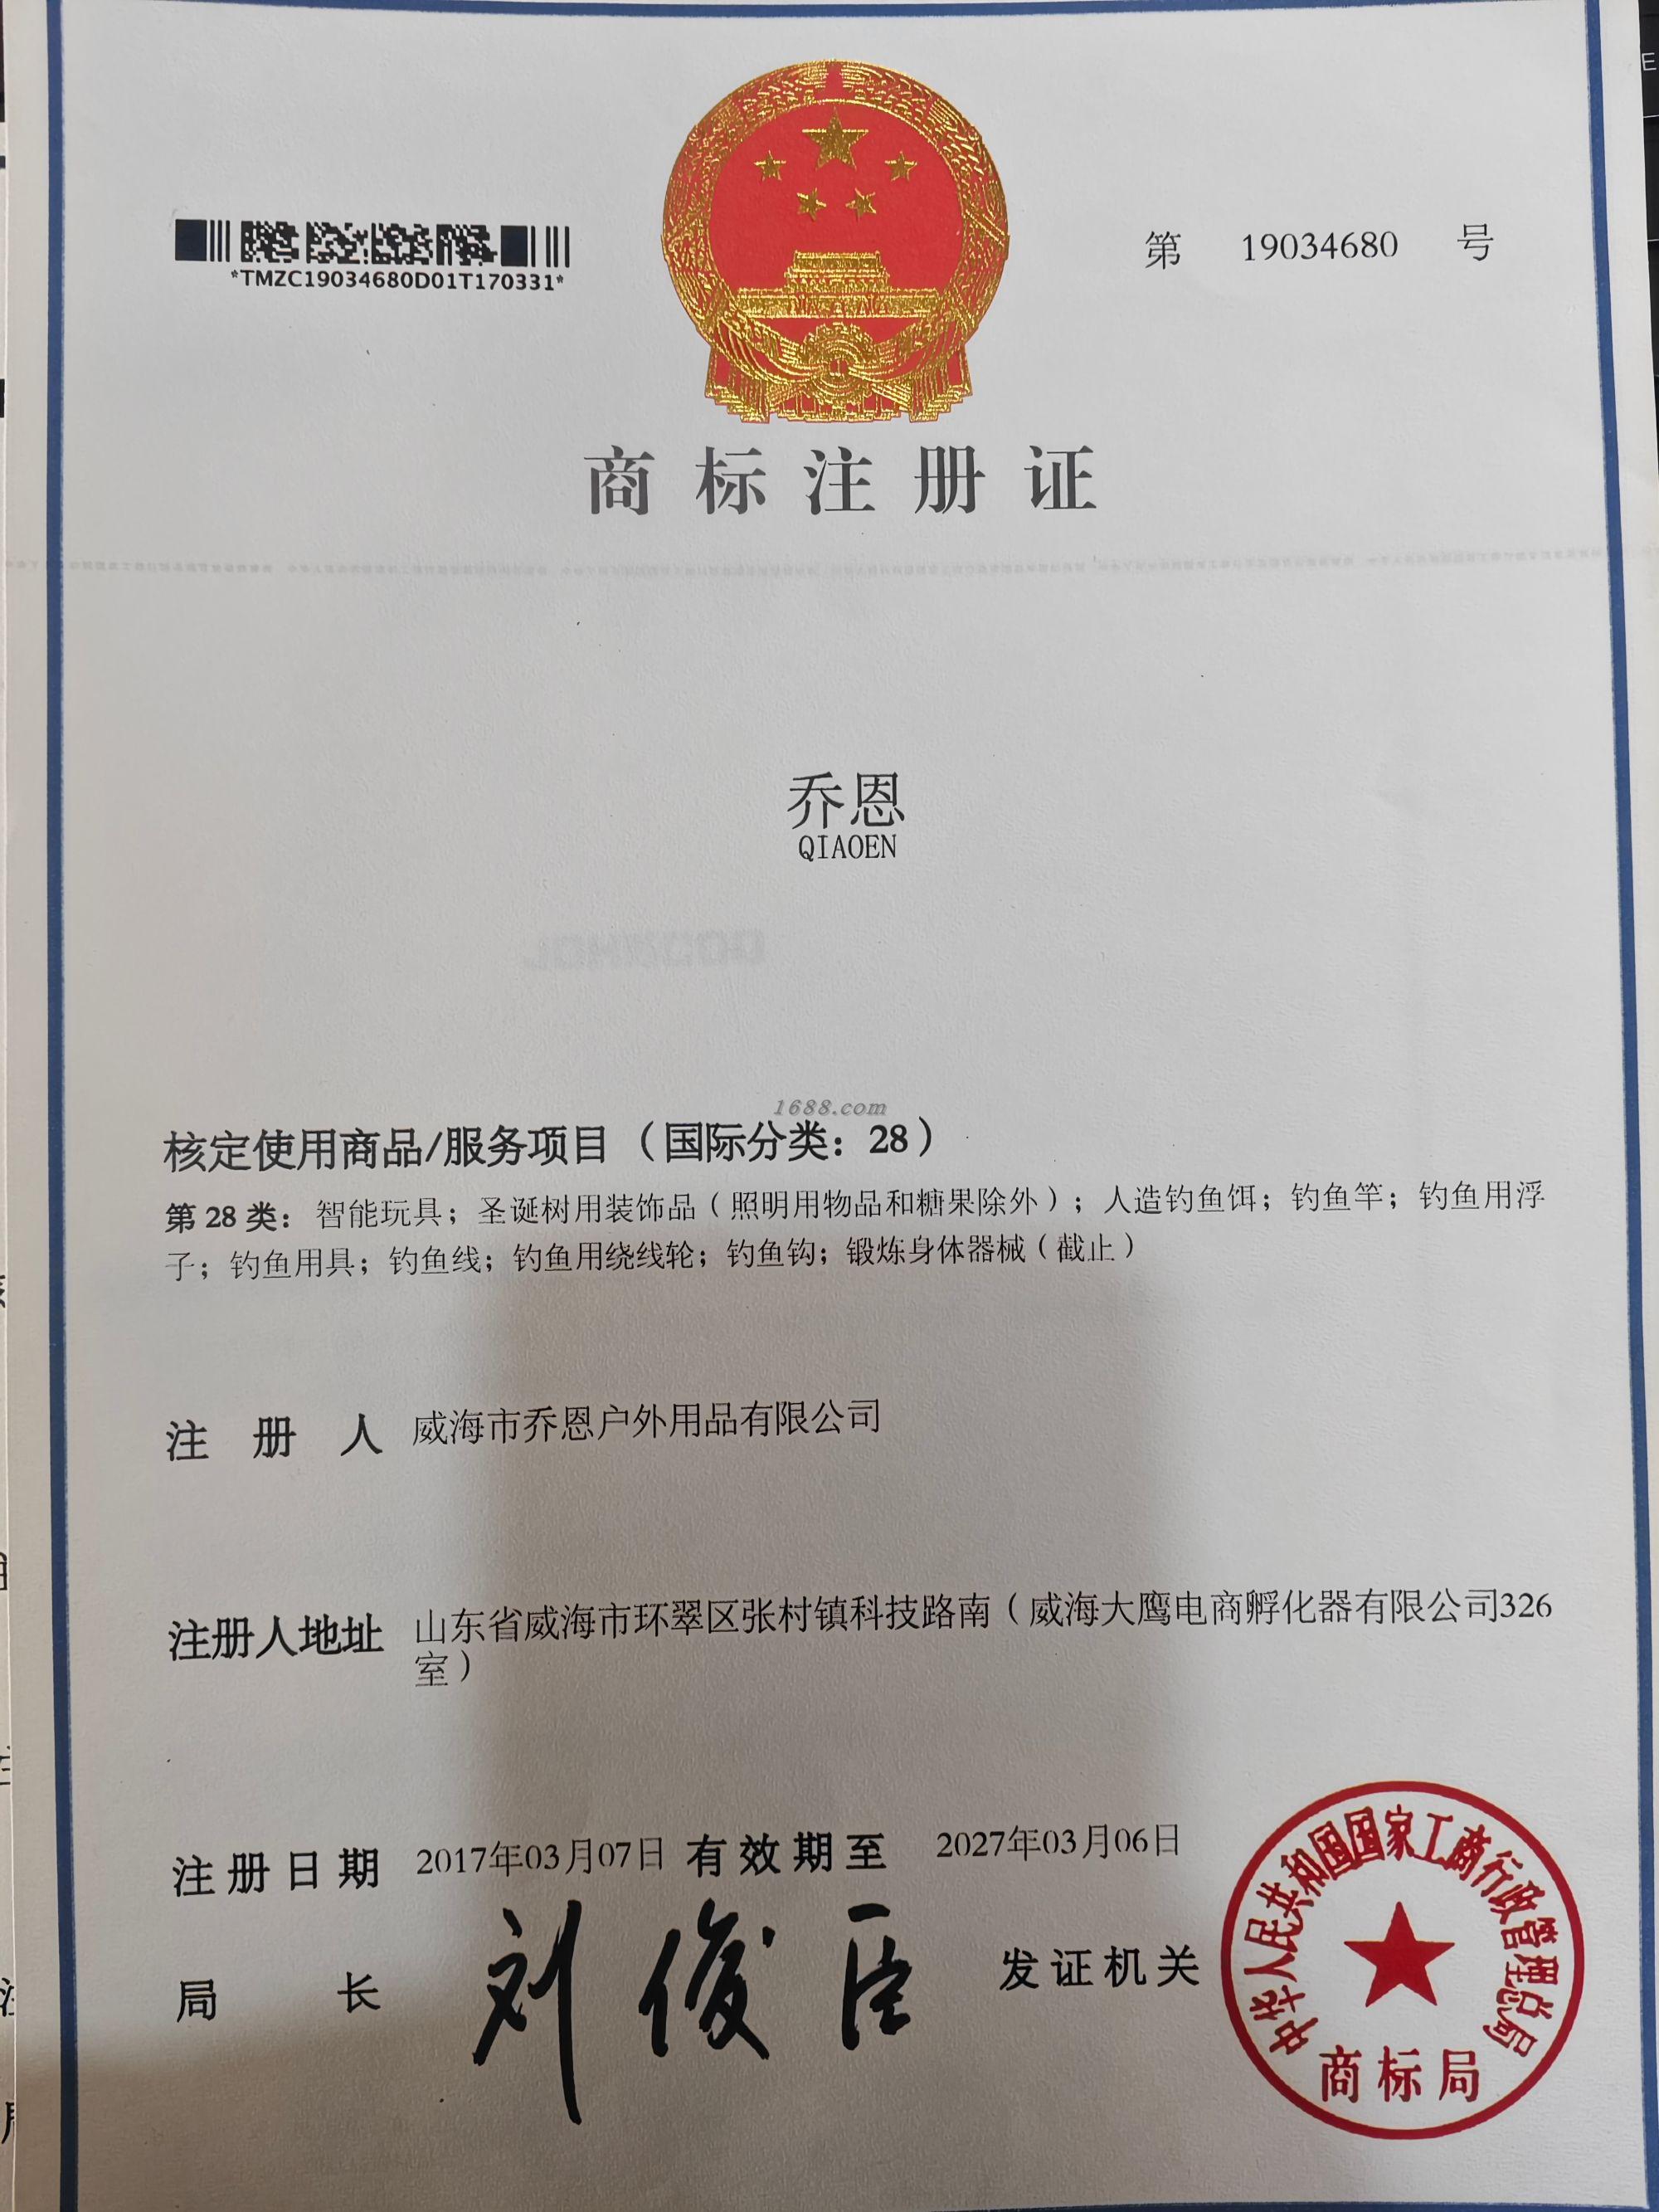 *TMZC19034680D01T170331*
第 19034680 号
商标注册证
乔恩
QIAOEN
1688.com
核定使用商品/服务项目（国际分类：28）
第 28 类：智能玩具；圣诞树用装饰品（照明用物品和糖果除外）；人造钓鱼饵；钓鱼竿；钓鱼用浮
子；钓鱼用具；钓鱼线；钓鱼用绕线轮；钓鱼钩；锻炼身体器械（截止）
注册人 威海市乔恩户外用品有限公司
注册人地址 山东省威海市环翠区张村镇科技路南（威海大鹰电商孵化器有限公司326
室）
注册日期 2017年03月07日 有效期至 2027年03月06日
局长 刘俊臣 发证机关
中华人民共和国国家工商行政管理总局
商标局